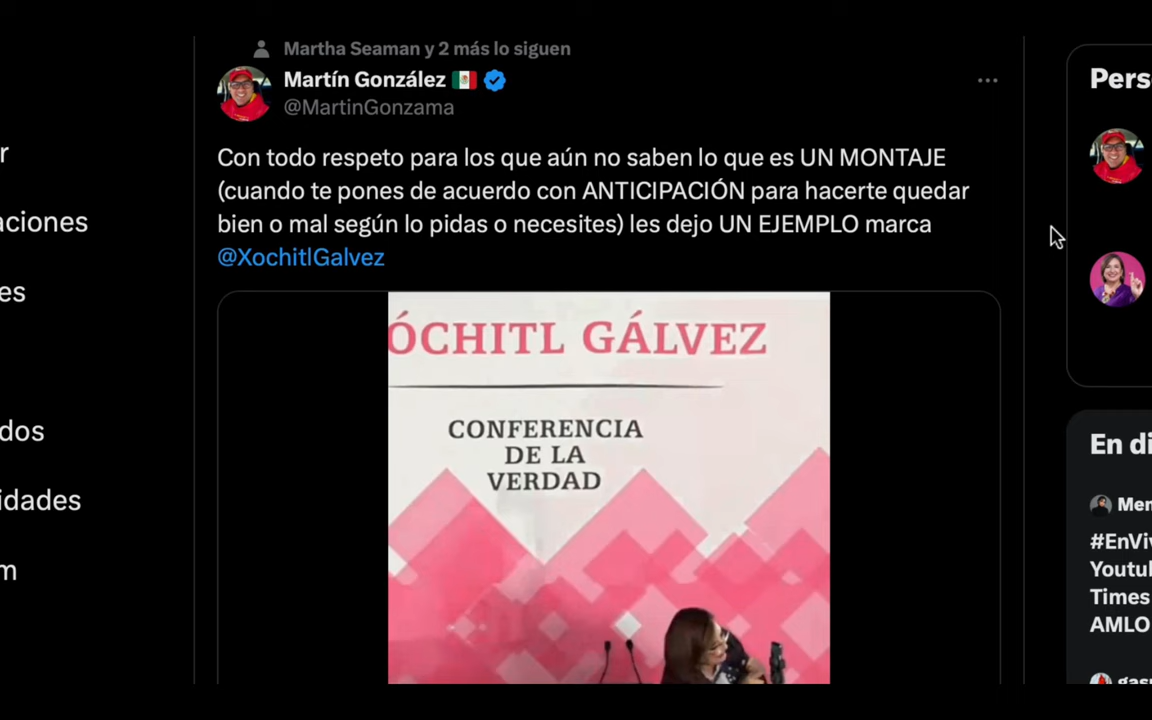 Martha Seaman y 2 más lo siguen
Martín González
@MartinGonzama
Con todo respeto para los que aún no saben lo que es UN MONTAJE
(cuando te pones de acuerdo con ANTICIPACIÓN para hacerte quedar
bien o mal según lo pidas o necesites) les dejo UN EJEMPLO marca
@XochitlGalvez
ÓCHITL GÁLVEZ
CONFERENCIA
DE LA
VERDAD
r
aciones
es
dos
idades
m
Pers
En di
Men
#EnViv
Youtul
Times
AMLO